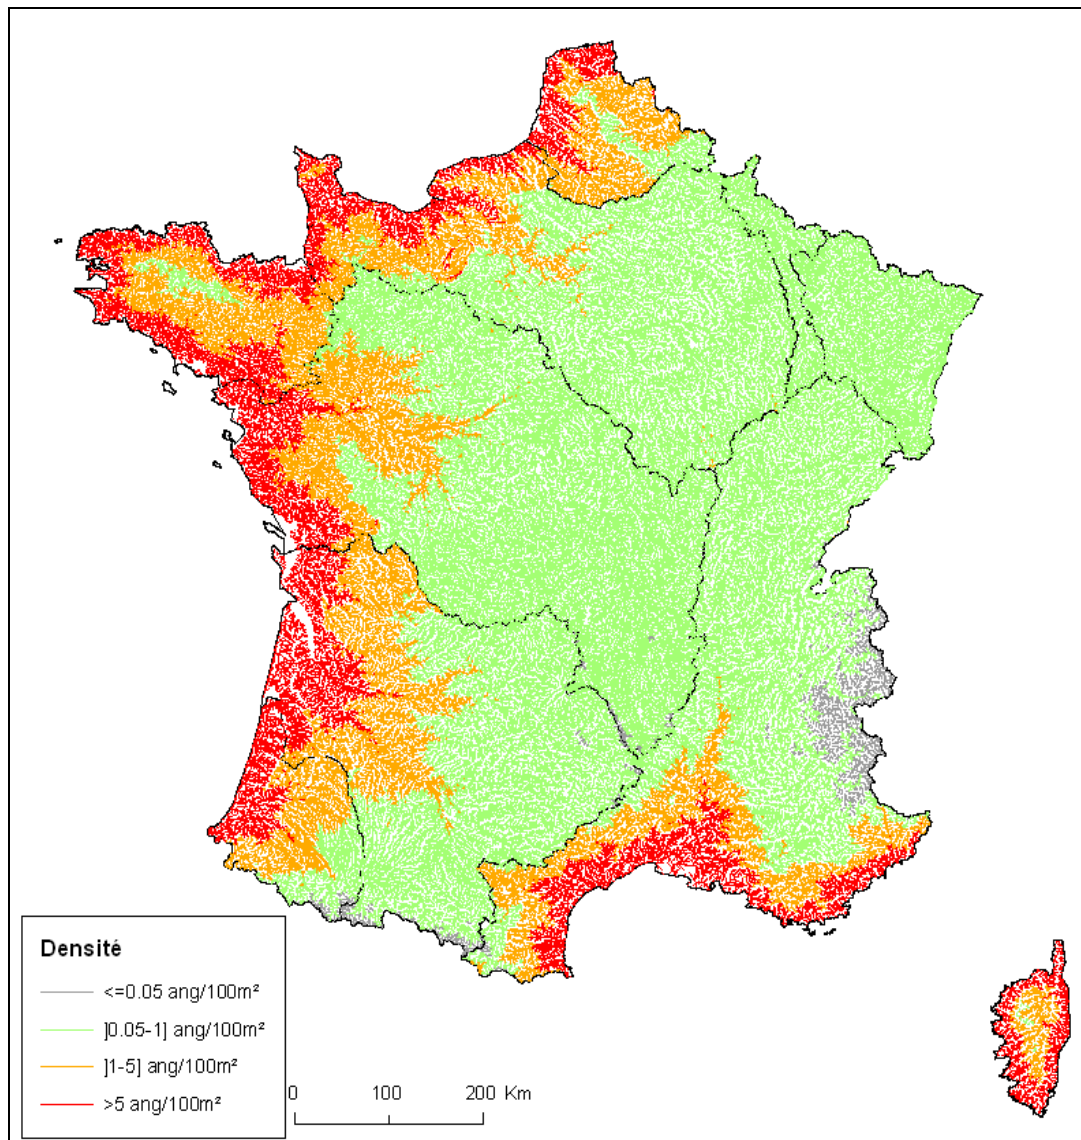 Densité
<=0.05 ang/100m²
]0.05-1] ang/100m²
]1-5] ang/100m²
>5 ang/100m²
0 100 200 Km